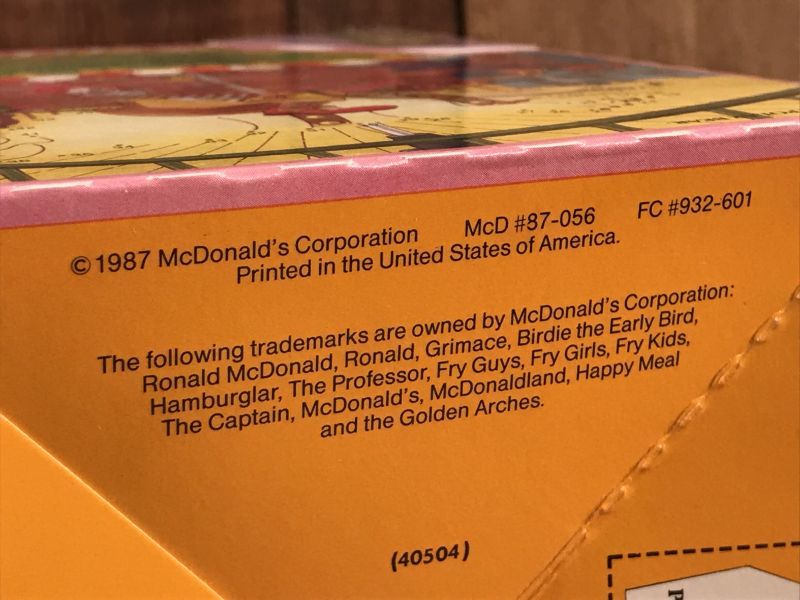 © 1987 McDonald's Corporation McD #87-056 FC #932-601
Printed in the United States of America.
The following trademarks are owned by McDonald's Corporation:
Ronald McDonald, Ronald, Grimace, Birdie the Early Bird,
Hamburglar, The Professor, Fry Guys, Fry Girls, Fry Kids,
The Captain, McDonald's, McDonaldland, Happy Meal
and the Golden Arches.
(40504)